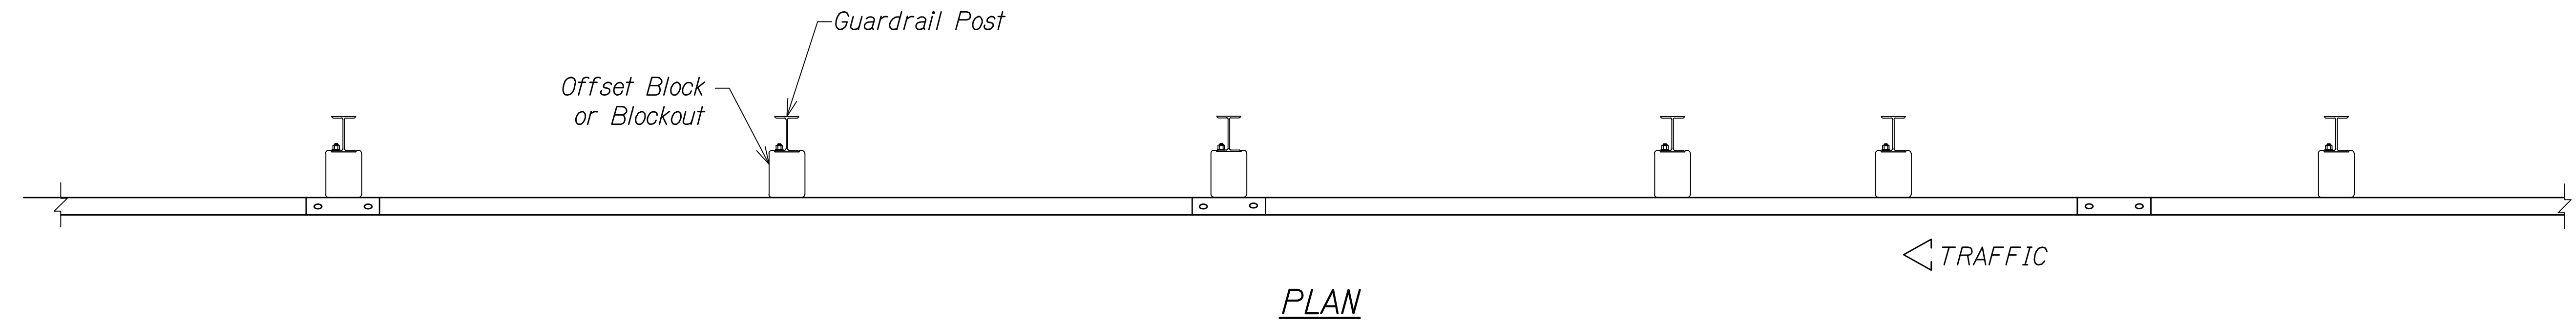 Guardrail Post
Offset Block
or Blockout
TRAFFIC
PLAN